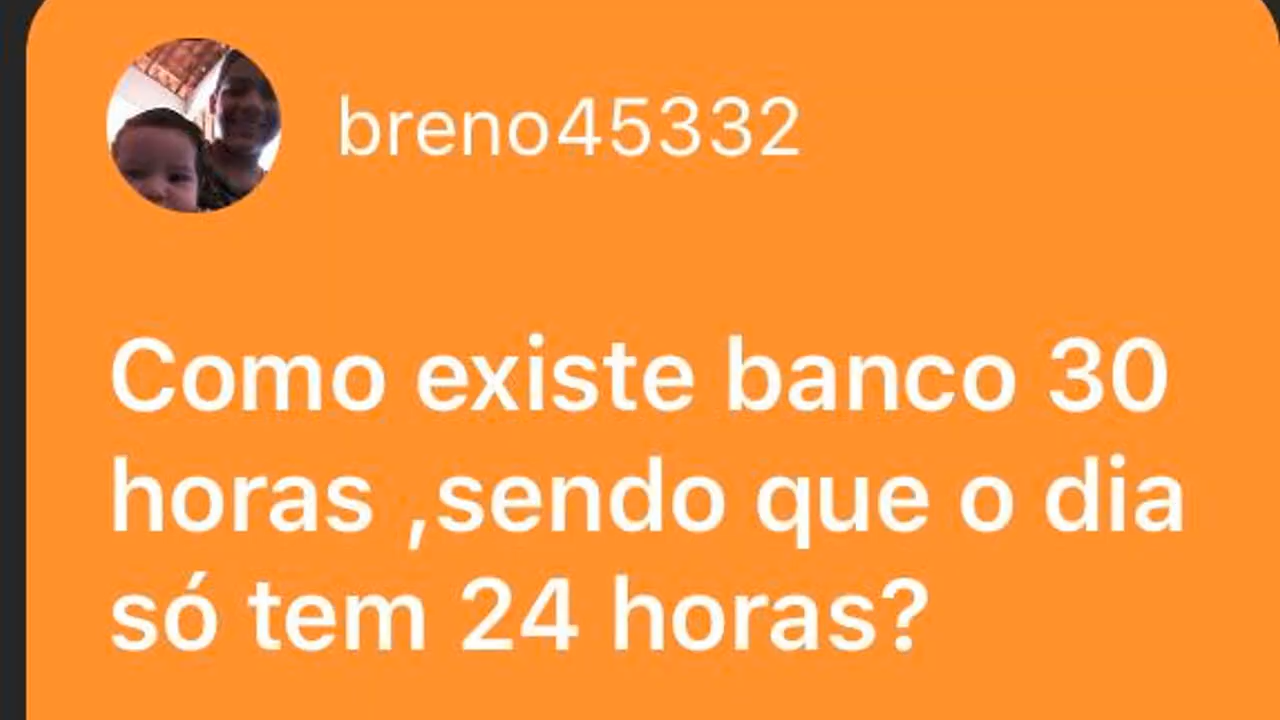 breno45332
Como existe banco 30
horas ,sendo que o dia
só tem 24 horas?